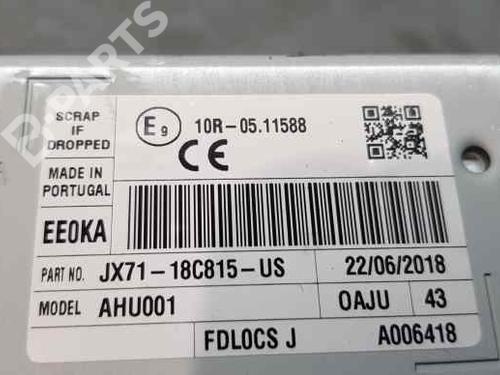 B-PARTS
SCRAP IF DROPPED
E9 10R-05.11588
CE
MADE IN PORTUGAL
EE0KA
PART NO. JX71-18C815-US 22/06/2018
MODEL AHU001 OAJU 43
FDL0CS J A006418